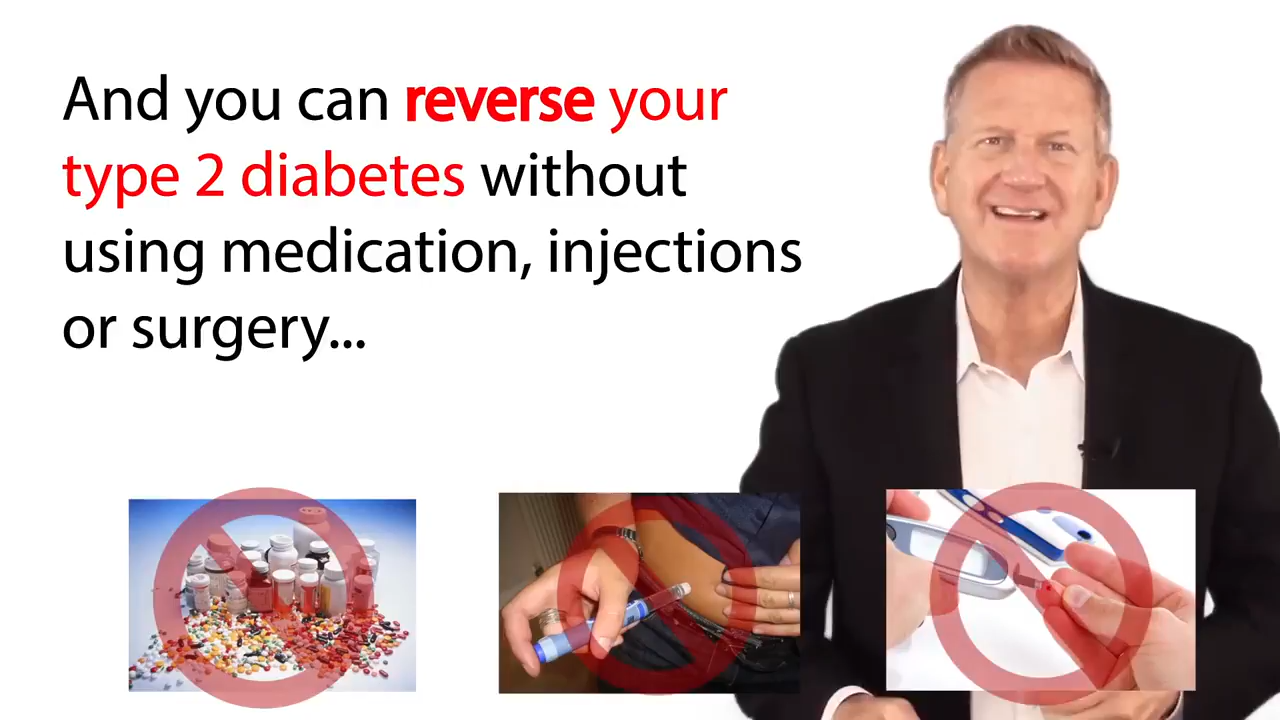 And you can reverse your
type 2 diabetes without
using medication, injections
or surgery...